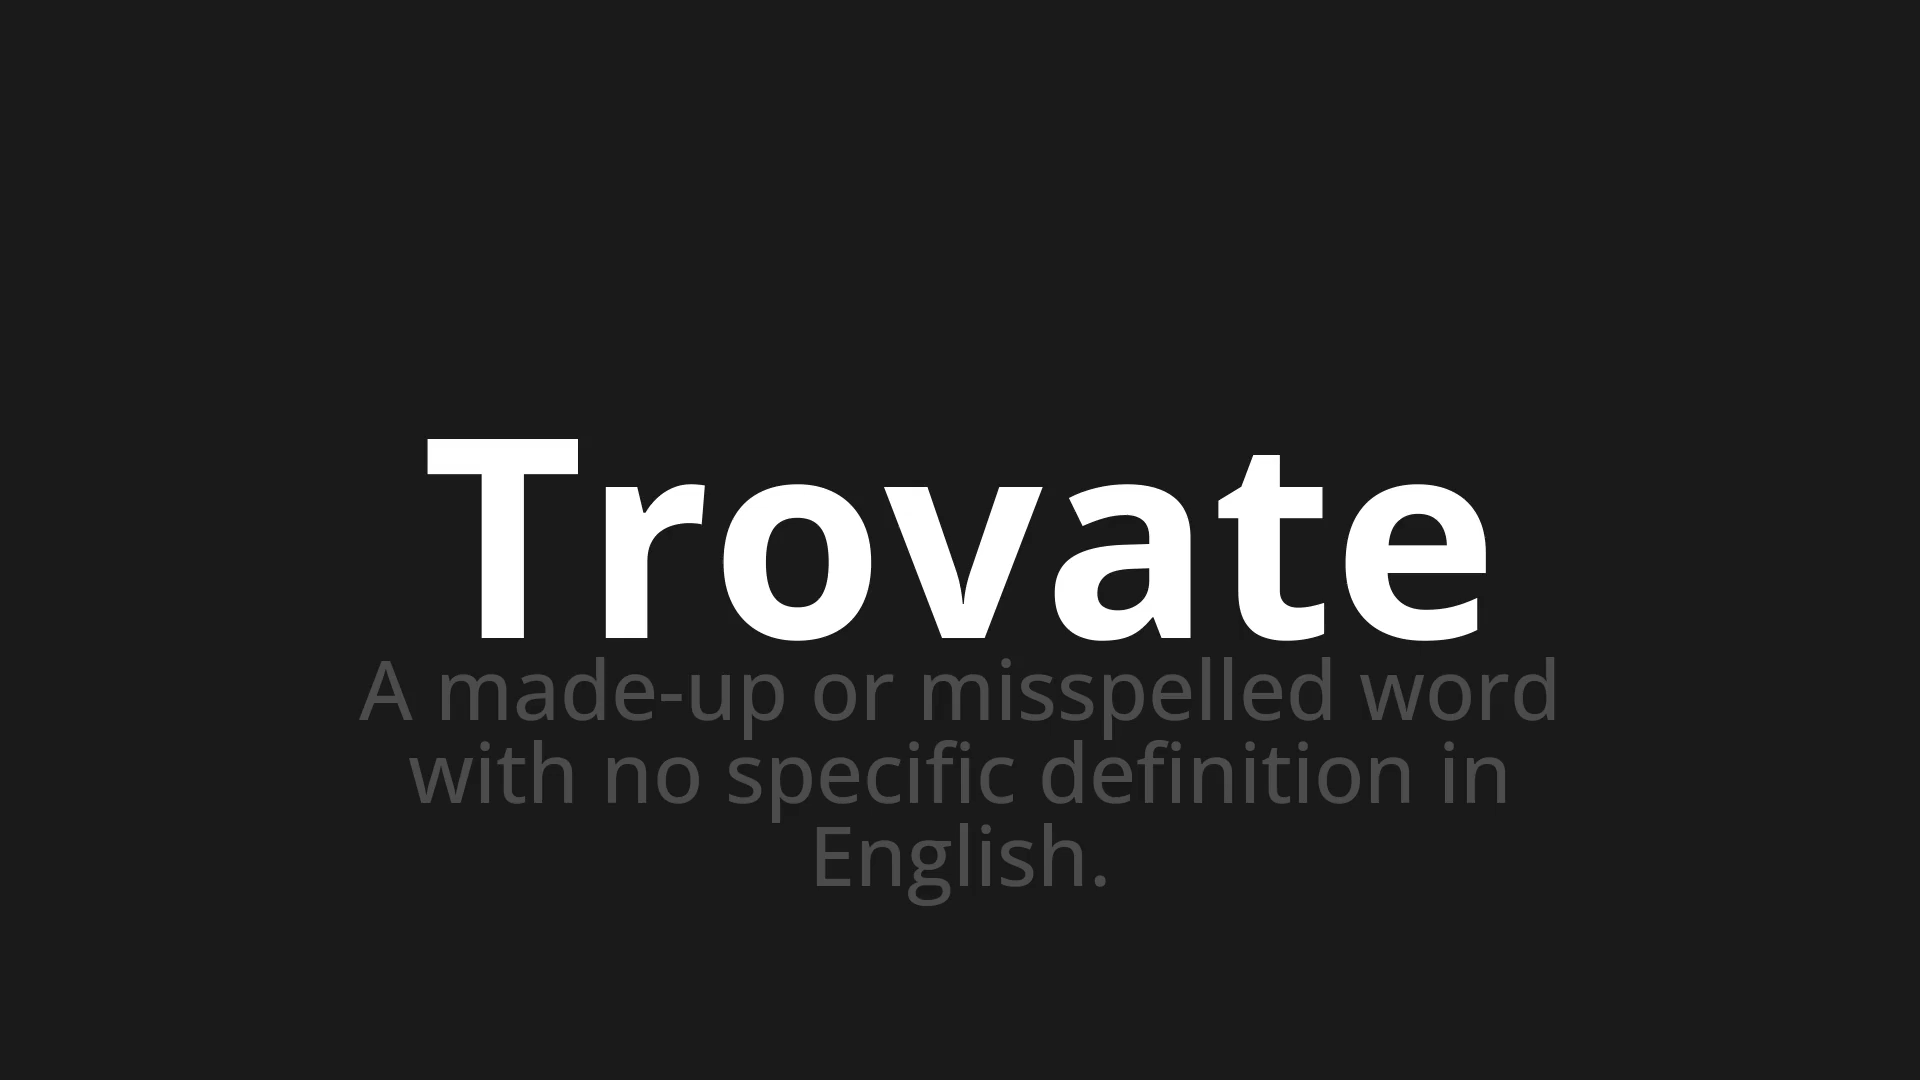 Trovate
A made-up or misspelled word
with no specific definition in
English.